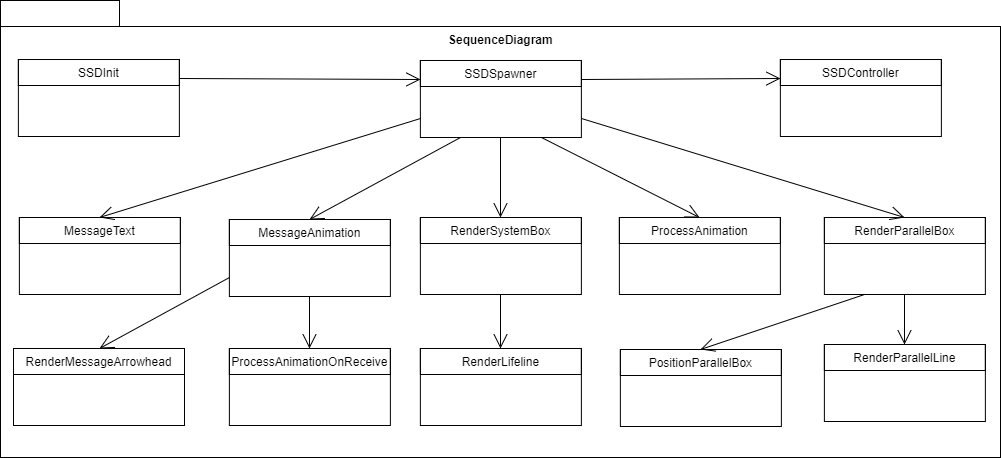 SequenceDiagram
SSDInit
SSDSpawner
SSDController
MessageText
MessageAnimation
RenderSystemBox
ProcessAnimation
RenderParallelBox
RenderMessageArrowhead
ProcessAnimationOnReceive
RenderLifeline
PositionParallelBox
RenderParallelLine